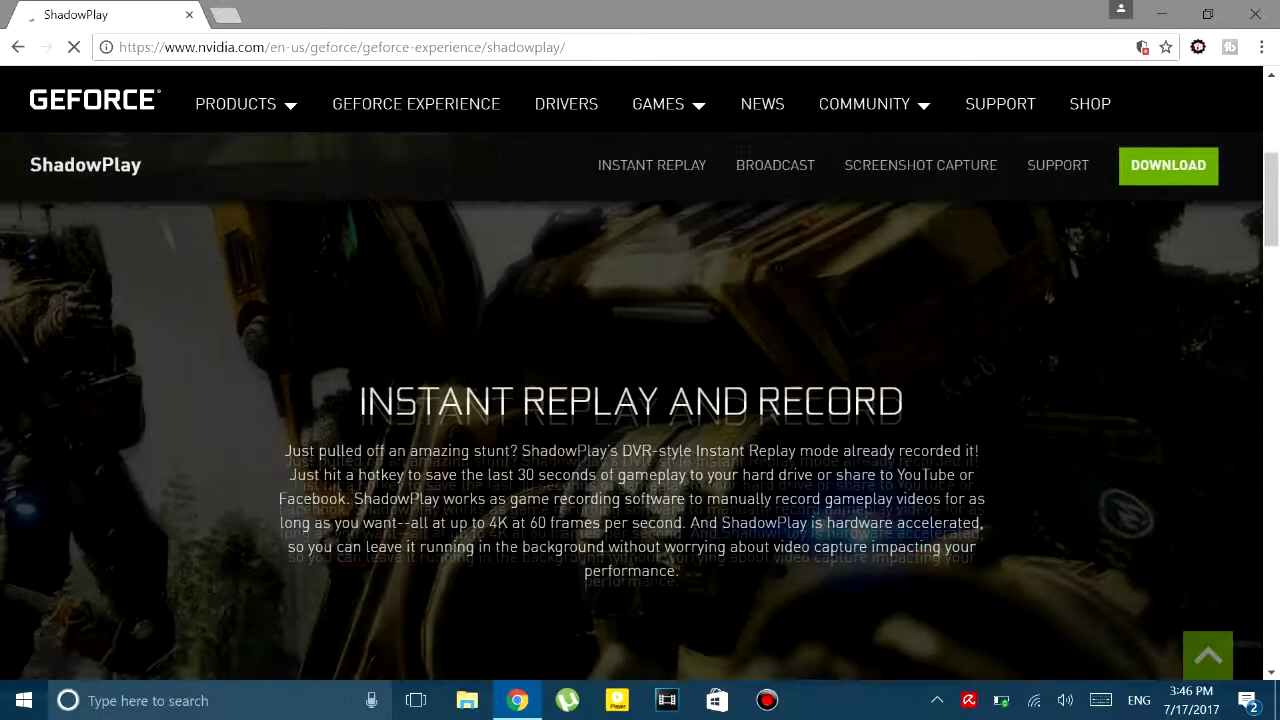 ShadowPlay
https://www.nvidia.com/en-us/geforce/geforce-experience/shadowplay/
GEFORCE
PRODUCTS
GEFORCE EXPERIENCE
DRIVERS
GAMES
NEWS
COMMUNITY
SUPPORT
SHOP
ShadowPlay
INSTANT REPLAY
BROADCAST
SCREENSHOT CAPTURE
SUPPORT
DOWNLOAD
INSTANT REPLAY AND RECORD
Just pulled off an amazing stunt? ShadowPlay's DVR-style Instant Replay mode already recorded it!
Just hit a hotkey to save the last 30 seconds of gameplay to your hard drive or share to YouTube or
Facebook. ShadowPlay works as game recording software to manually record gameplay videos for as
long as you want--all at up to 4K at 60 frames per second. And ShadowPlay is hardware accelerated,
so you can leave it running in the background without worrying about video capture impacting your
performance.
Type here to search
Player
ENG
3:46 PM
7/17/2017
2